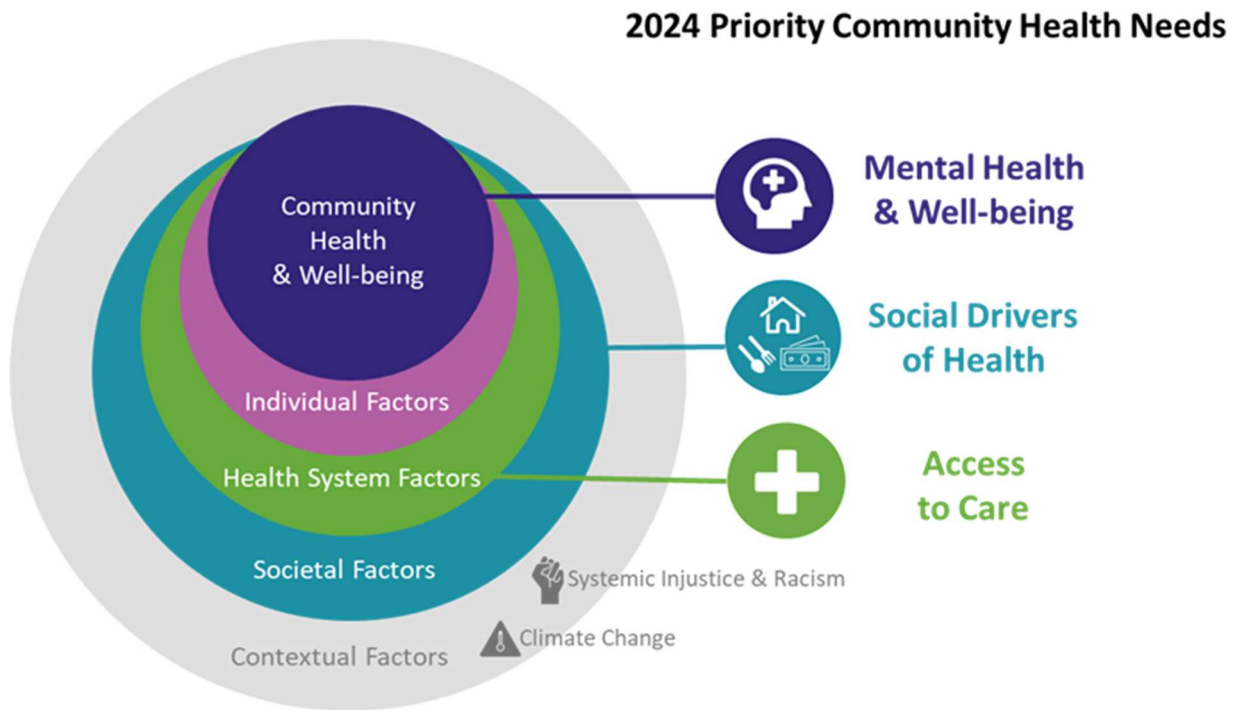 2024 Priority Community Health Needs
Community
Health
& Well-being
Individual Factors
Health System Factors
Societal Factors
Contextual Factors
Mental Health
& Well-being
Social Drivers
of Health
Access
to Care
Systemic Injustice & Racism
Climate Change